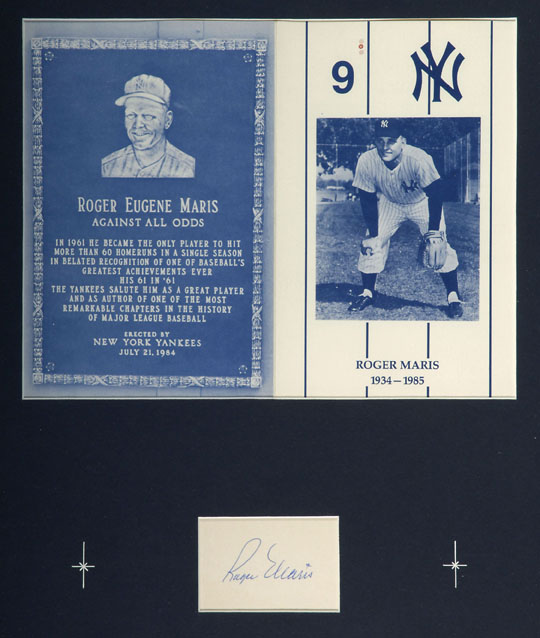 ROGER EUGENE MARIS
AGAINST ALL ODDS
IN 1961 HE BECAME THE ONLY PLAYER TO HIT
MORE THAN 60 HOMERUNS IN A SINGLE SEASON
IN BELATED RECOGNITION OF ONE OF BASEBALL'S
GREATEST ACHIEVEMENTS EVER
HIS 61 IN '61
THE YANKEES SALUTE HIM AS A GREAT PLAYER
AND AS AUTHOR OF ONE OF THE MOST
REMARKABLE CHAPTERS IN THE HISTORY
OF MAJOR LEAGUE BASEBALL
ERECTED BY
NEW YORK YANKEES
JULY 21, 1984
9
NY
NY
ROGER MARIS
1934—1985
Roger Maris